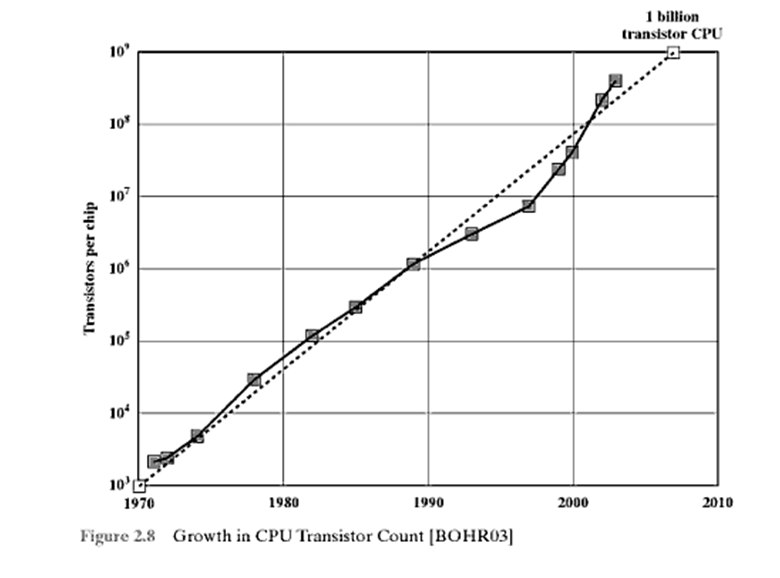 1 billion
transistor CPU
Transistors per chip
10⁹
10⁸
10⁷
10⁶
10⁵
10⁴
10³
1970 1980 1990 2000 2010
Figure 2.8 Growth in CPU Transistor Count [BOHR03]